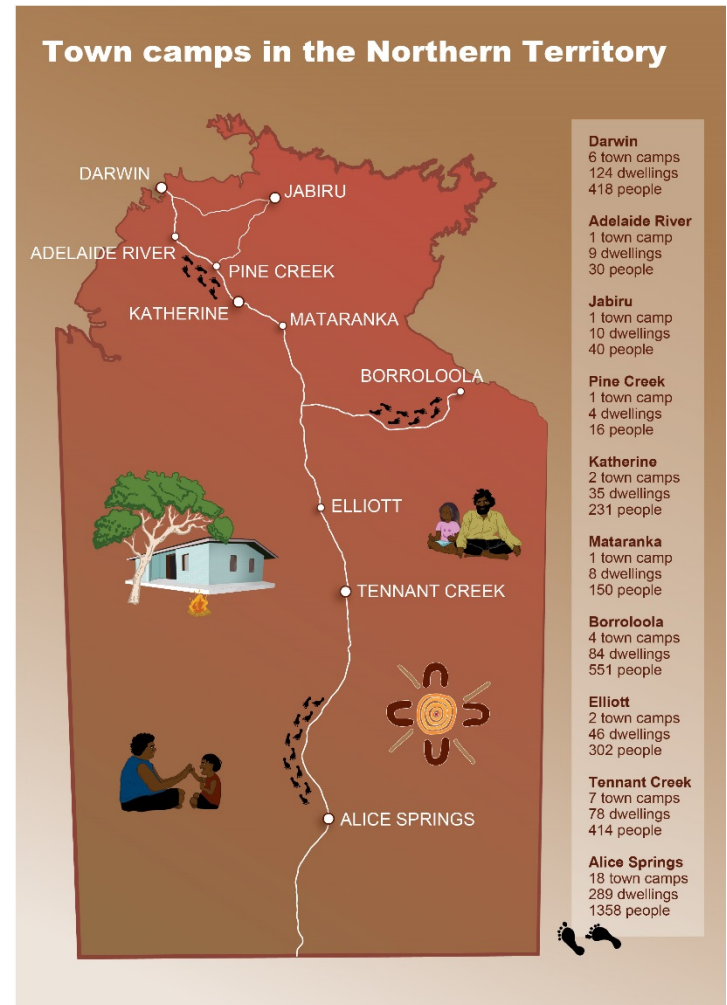 Town camps in the Northern Territory
DARWIN
JABIRU
ADELAIDE RIVER
PINE CREEK
KATHERINE
MATARANKA
BORROLOOLA
ELLIOTT
TENNANT CREEK
ALICE SPRINGS
Darwin
6 town camps
124 dwellings
418 people
Adelaide River
1 town camp
9 dwellings
30 people
Jabiru
1 town camp
10 dwellings
40 people
Pine Creek
1 town camp
4 dwellings
16 people
Katherine
2 town camps
35 dwellings
231 people
Mataranka
1 town camp
8 dwellings
150 people
Borroloola
4 town camps
84 dwellings
551 people
Elliott
2 town camps
46 dwellings
302 people
Tennant Creek
7 town camps
78 dwellings
414 people
Alice Springs
18 town camps
289 dwellings
1358 people